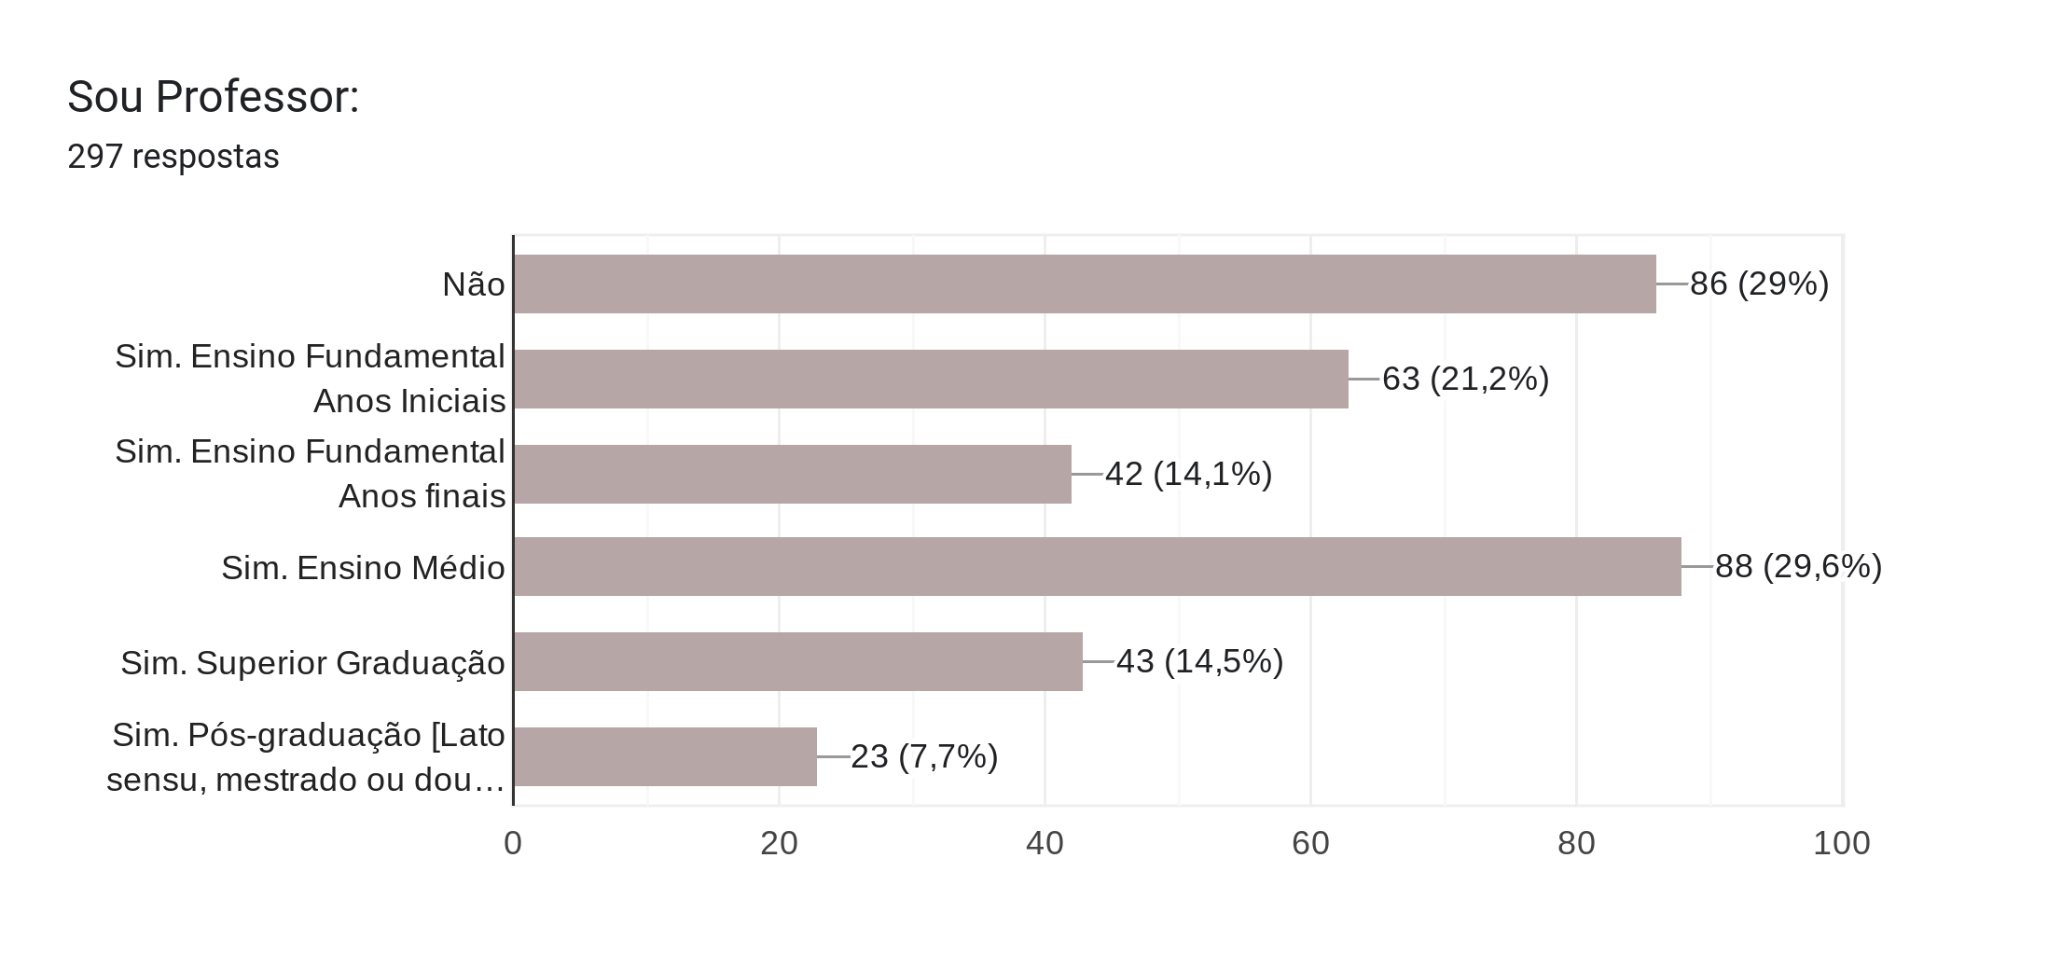 Sou Professor:
297 respostas
Não
86 (29%)
Sim. Ensino Fundamental
Anos Iniciais
63 (21,2%)
Sim. Ensino Fundamental
Anos finais
42 (14,1%)
Sim. Ensino Médio
88 (29,6%)
Sim. Superior Graduação
43 (14,5%)
Sim. Pós-graduação [Lato
sensu, mestrado ou dou…
23 (7,7%)
0 20 40 60 80 100